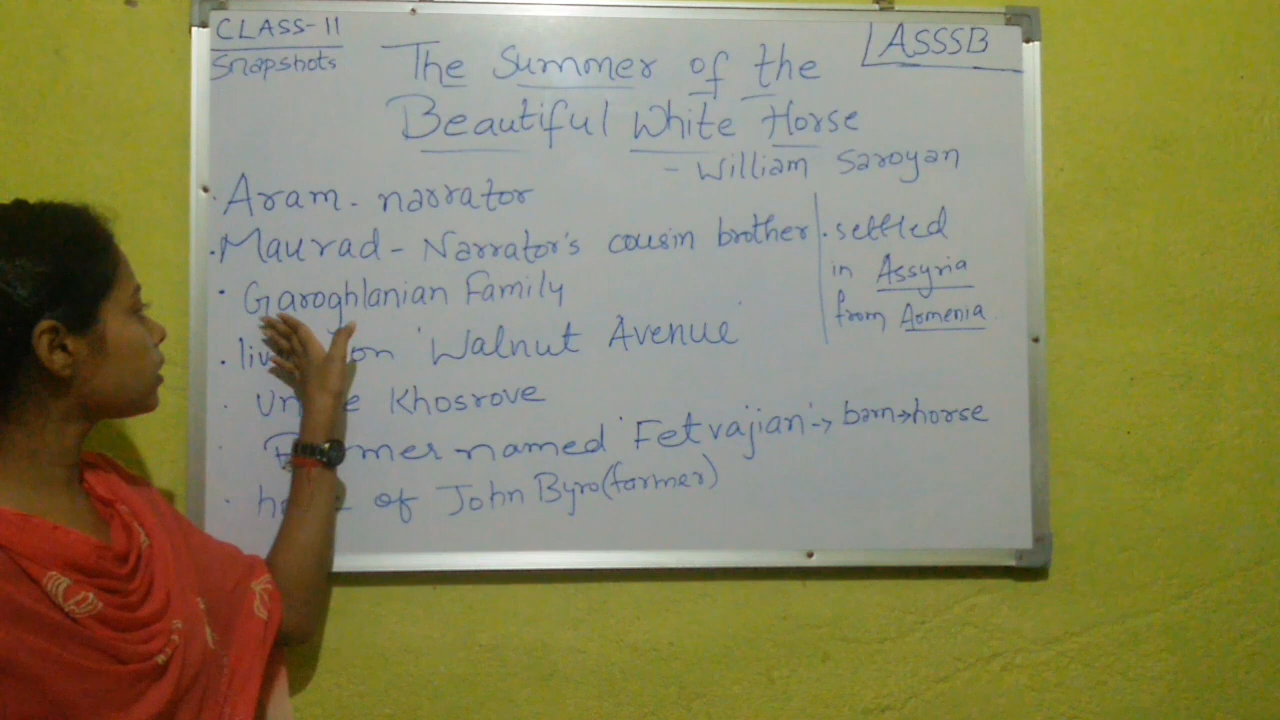 CLASS-11
Snapshots
LASSSB
The Summer of the
Beautiful White Horse
- William Saroyan
· Aram - narrator
· Maurad - Narrator's cousin brother
· Garoghlanian Family
· on 'Walnut Avenue'
· Khosrove
· named 'Fetvajian' -> barn->horse
· of John Byro (farmer)
· settled
in Assyria
from Armenia